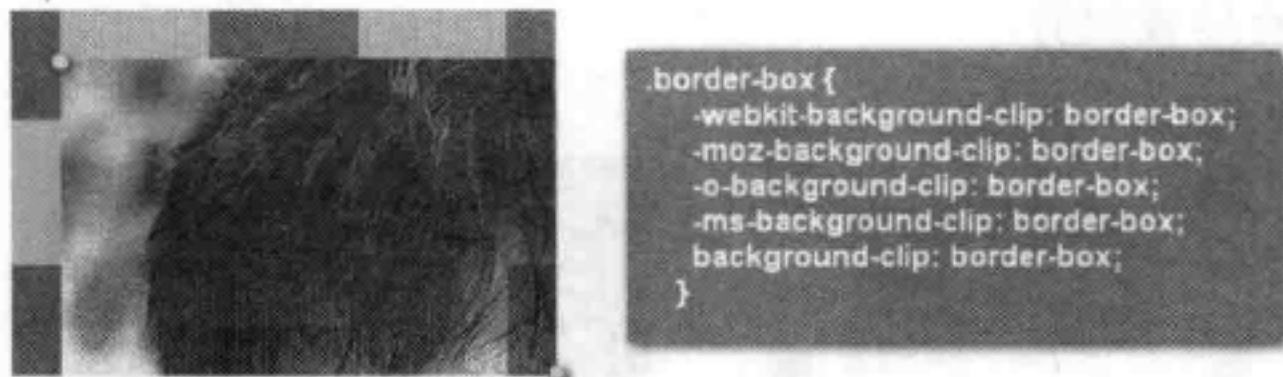 .border-box {
-webkit-background-clip: border-box;
-moz-background-clip: border-box;
-o-background-clip: border-box;
-ms-background-clip: border-box;
background-clip: border-box;
}